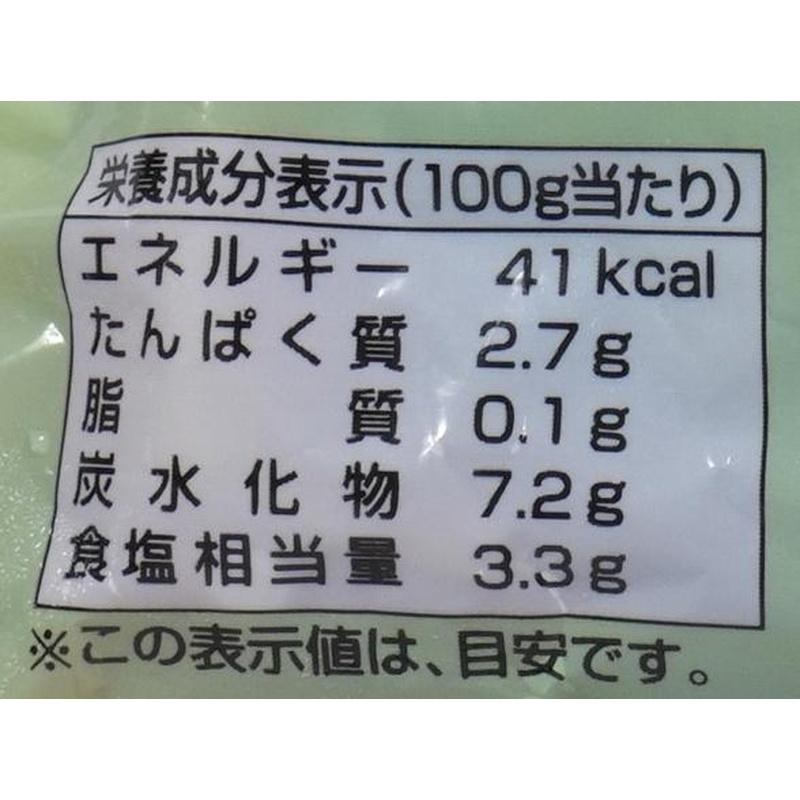 栄養成分表示(100g当たり)
エネルギー 41kcal
たんぱく質 2.7g
脂質 0.1g
炭水化物 7.2g
食塩相当量 3.3g
※この表示値は、目安です。